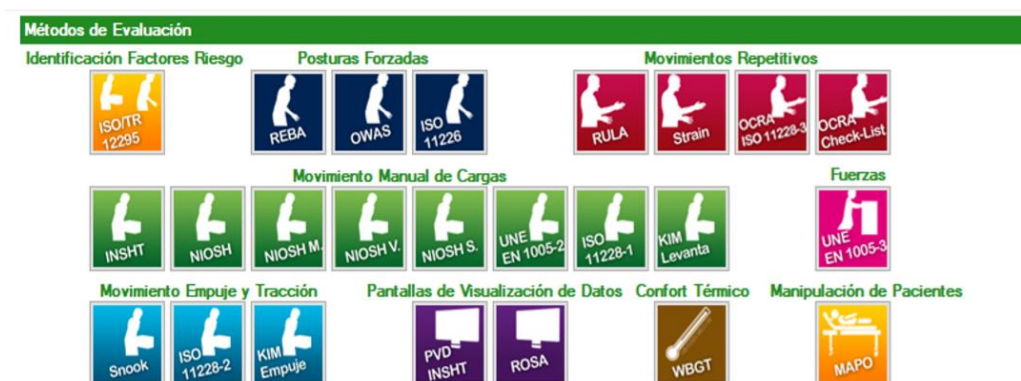 Métodos de Evaluación
Identificación Factores Riesgo
Posturas Forzadas
Movimientos Repetitivos
ISO/TR
12295
REBA
OWAS
ISO
11226
RULA
Strain
OCRA
ISO 11228-3
OCRA
Check-List
Movimiento Manual de Cargas
Fuerzas
INSHT
NIOSH
NIOSH M.
NIOSH V.
NIOSH S.
UNE
EN 1005-2
ISO
11228-1
KIM
Levanta
UNE
EN 1005-3
Movimiento Empuje y Tracción
Pantallas de Visualización de Datos
Confort Térmico
Manipulación de Pacientes
Snook
ISO
11228-2
KIM
Empuje
PVD
INSHT
ROSA
WBGT
MAPO